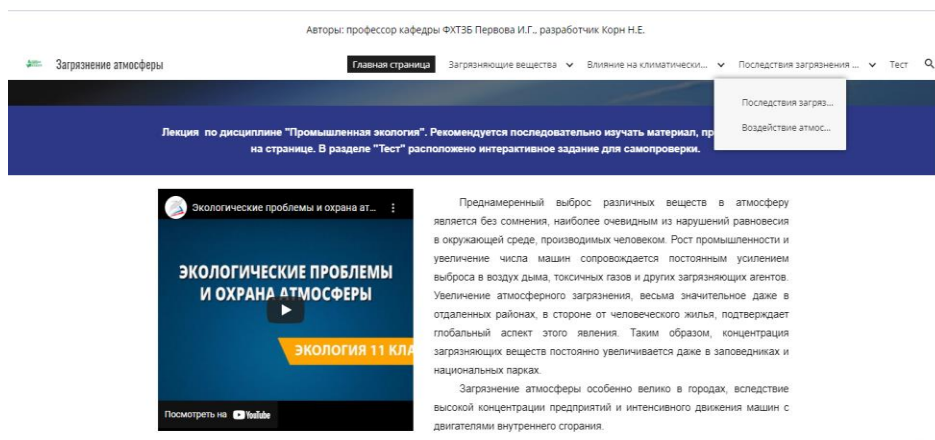 Авторы: профессор кафедры ФХТЗБ Первова И.Г., разработчик Корн Н.Е.
Загрязнение атмосферы
Главная страница
Загрязняющие вещества
Влияние на климатически...
Последствия загрязнения ...
Тест
Последствия загряз...
Воздействие атмос...
Лекция по дисциплине "Промышленная экология". Рекомендуется последовательно изучать материал, пр
на странице. В разделе "Тест" расположено интерактивное задание для самопроверки.
Экологические проблемы и охрана ат...
ЭКОЛОГИЧЕСКИЕ ПРОБЛЕМЫ
И ОХРАНА АТМОСФЕРЫ
ЭКОЛОГИЯ 11 КЛА
Посмотреть на YouTube
Преднамеренный выброс различных веществ в атмосферу
является без сомнения, наиболее очевидным из нарушений равновесия
в окружающей среде, производимых человеком. Рост промышленности и
увеличение числа машин сопровождается постоянным усилением
выброса в воздух дыма, токсичных газов и других загрязняющих агентов.
Увеличение атмосферного загрязнения, весьма значительное даже в
отдаленных районах, в стороне от человеческого жилья, подтверждает
глобальный аспект этого явления. Таким образом, концентрация
загрязняющих веществ постоянно увеличивается даже в заповедниках и
национальных парках.
Загрязнение атмосферы особенно велико в городах, вследствие
высокой концентрации предприятий и интенсивного движения машин с
двигателями внутреннего сгорания.